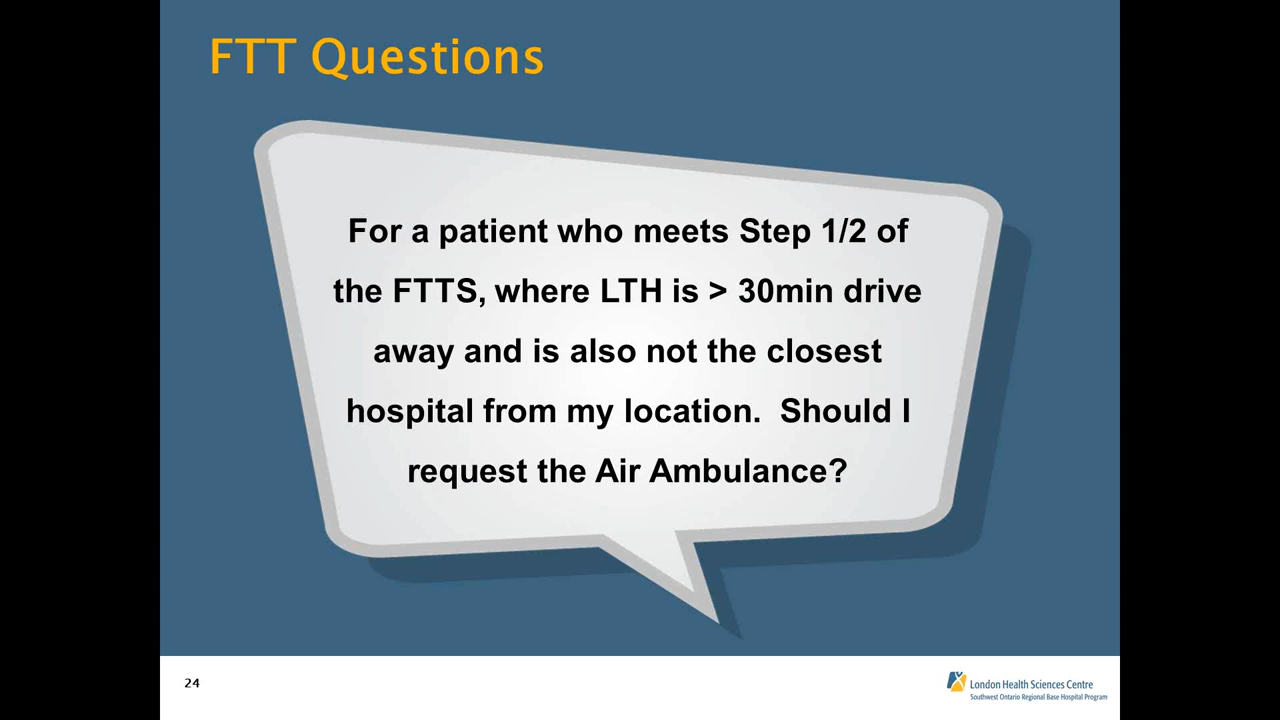 FTT Questions
For a patient who meets Step 1/2 of
the FTTS, where LTH is > 30min drive
away and is also not the closest
hospital from my location.  Should I
request the Air Ambulance?
24
London Health Sciences Centre
Southwest Ontario Regional Base Hospital Program